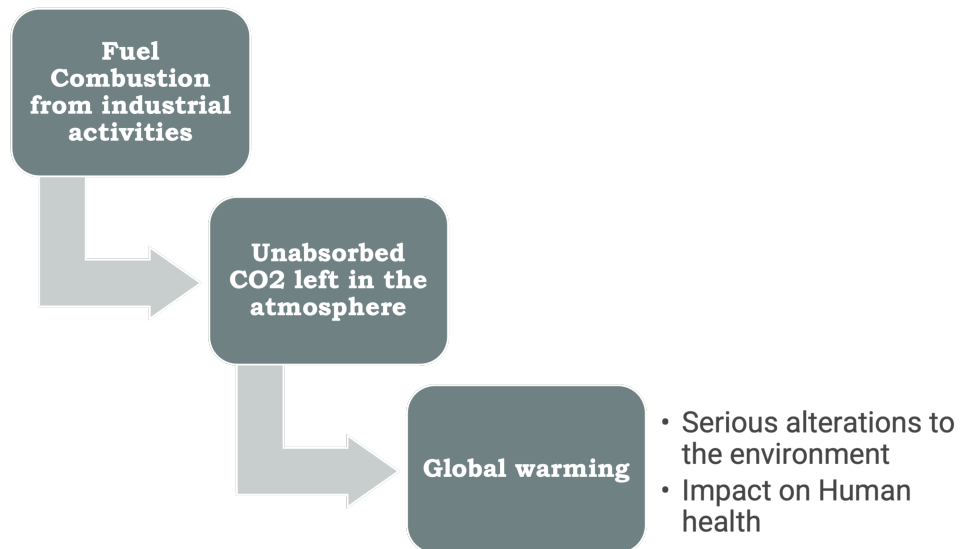 Fuel
Combustion
from industrial
activities
Unabsorbed
CO2 left in the
atmosphere
Global warming
• Serious alterations to
the environment
• Impact on Human
health